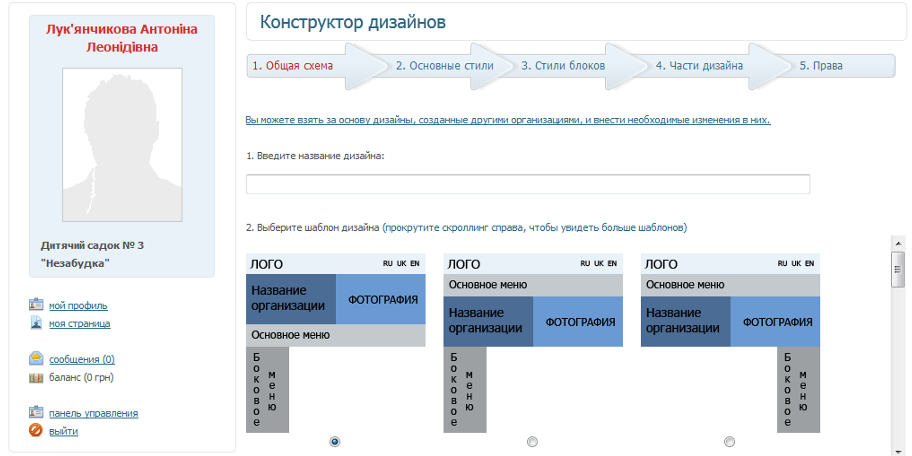 Лук'янчикова Антоніна
Леонідівна
Дитячий садок № 3
"Незабудка"
мой профиль
моя страница
сообщения (0)
баланс (0 грн)
панель управления
выйти
Конструктор дизайнов
1. Общая схема
2. Основные стили
3. Стили блоков
4. Части дизайна
5. Права
Вы можете взять за основу дизайны, созданные другими организациями, и внести необходимые изменения в них.
1. Введите название дизайна:
2. Выберите шаблон дизайна (прокрутите скроллинг справа, чтобы увидеть больше шаблонов)
ЛОГО
RU UK EN
Название
организации
ФОТОГРАФИЯ
Основное меню
Боковое
меню
ЛОГО
RU UK EN
Основное меню
Название
организации
ФОТОГРАФИЯ
Боковое
меню
ЛОГО
RU UK EN
Основное меню
Название
организации
ФОТОГРАФИЯ
Боковое
меню